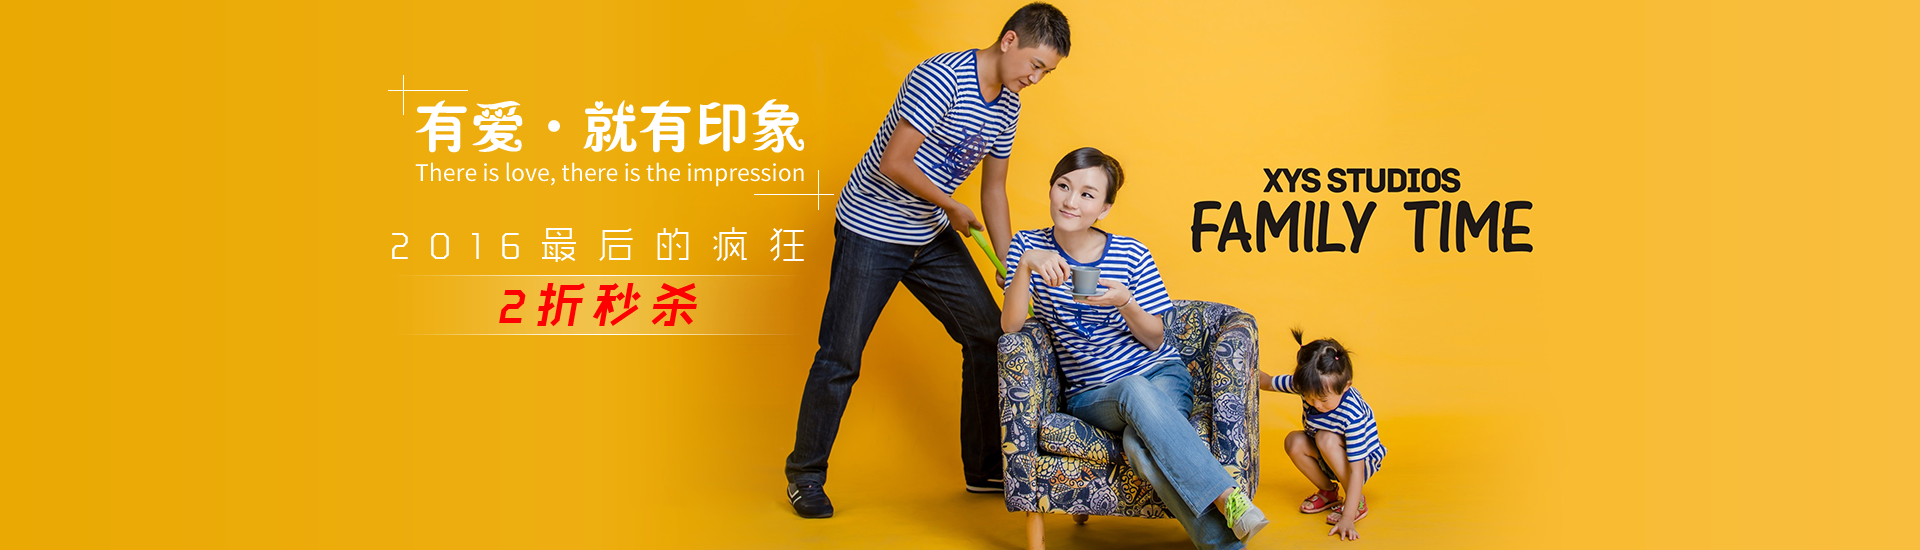 有爱·就有印象
There is love, there is the impression
2016最后的疯狂
2折秒杀
XYS STUDIOS
FAMILY TIME